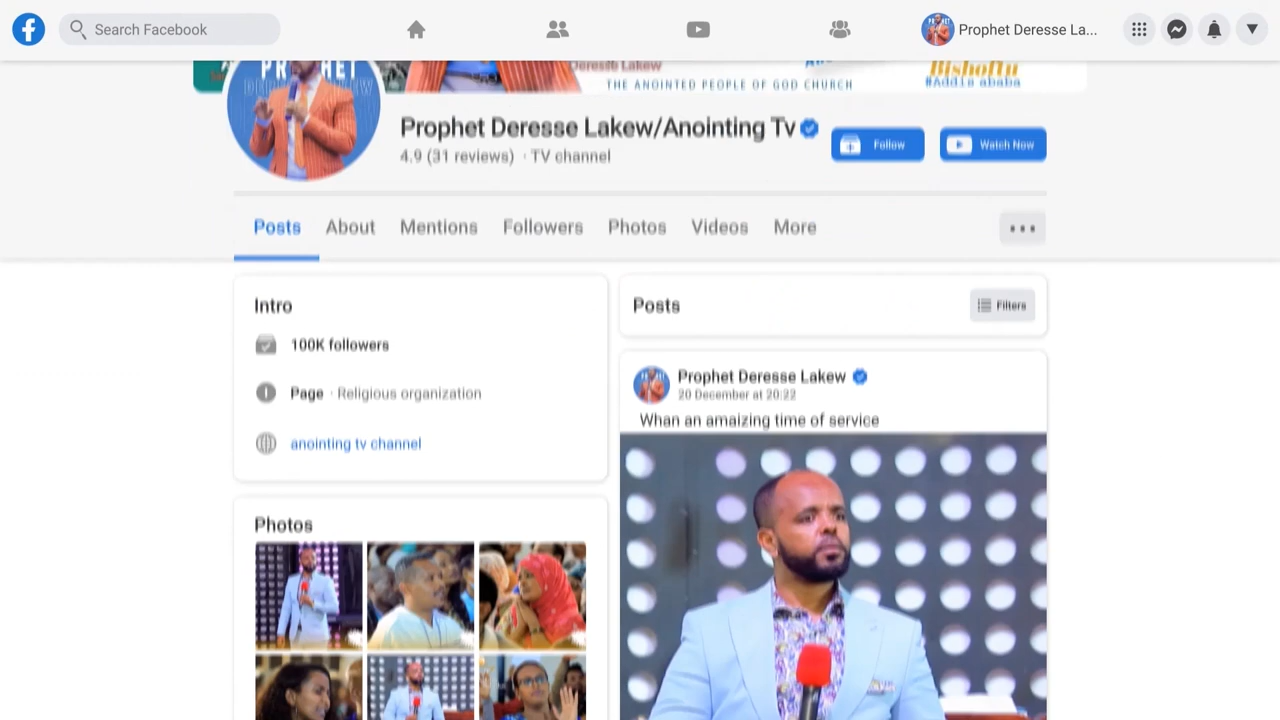 Search Facebook
Prophet Deresse La...
PROPHET
Deresse Lakew
THE ANOINTED PEOPLE OF GOD CHURCH
Bishoftu
#Addis ababa
Prophet Deresse Lakew/Anointing Tv
4.9 (31 reviews) · TV channel
Follow
Watch Now
Posts About Mentions Followers Photos Videos More
Intro
100K followers
Page · Religious organization
anointing tv channel
Photos
Posts
Filters
Prophet Deresse Lakew
20 December at 20:22
Whan an amaizing time of service